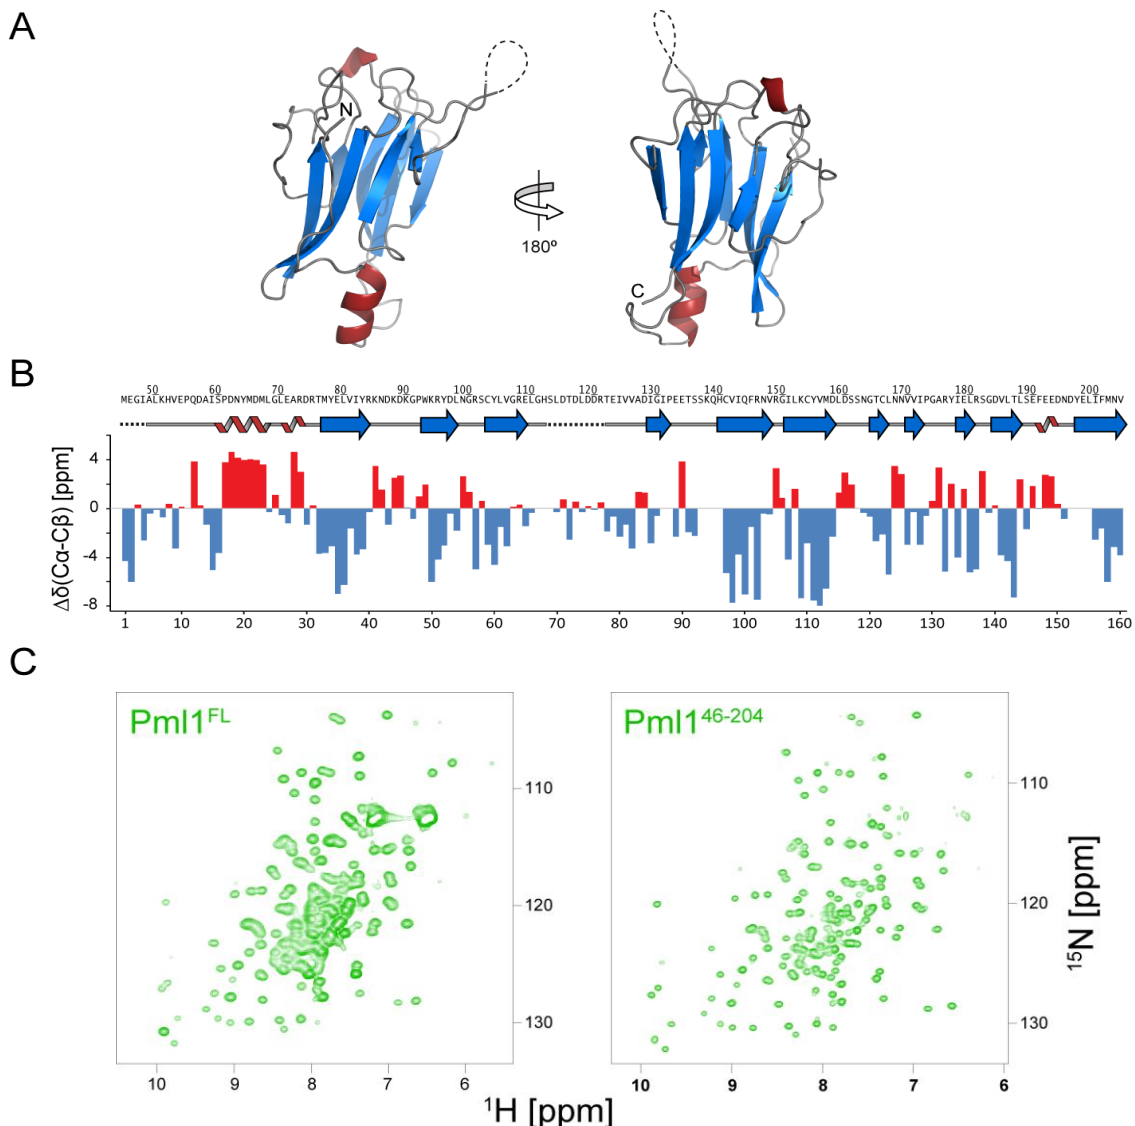 A
N
C
180º
B
50 60 70 80 90 100 110 120 130 140 150 160 170 180 190 200
MEGIALKHVEPQDAISPDNYMDMLGLEARDRTMYELVIYRKNDKDKGPWKRYDLNGRSCYLVGRELGHSLDTDLDDRTEIVVADIGIPEETSSKQHCVIQFRNVRGILKCYVMDLDSSNGTCLNNVVIPGARYIELRSGDVLTLSEFEEDNDYELIFMNV
Δδ(Cα-Cβ) [ppm]
4
0
-4
-8
1 10 20 30 40 50 60 70 80 90 100 110 120 130 140 150 160
C
Pml1FL
Pml146-204
110
120
130
110
120
130
15N [ppm]
10 9 8 7 6
10 9 8 7 6
1H [ppm]